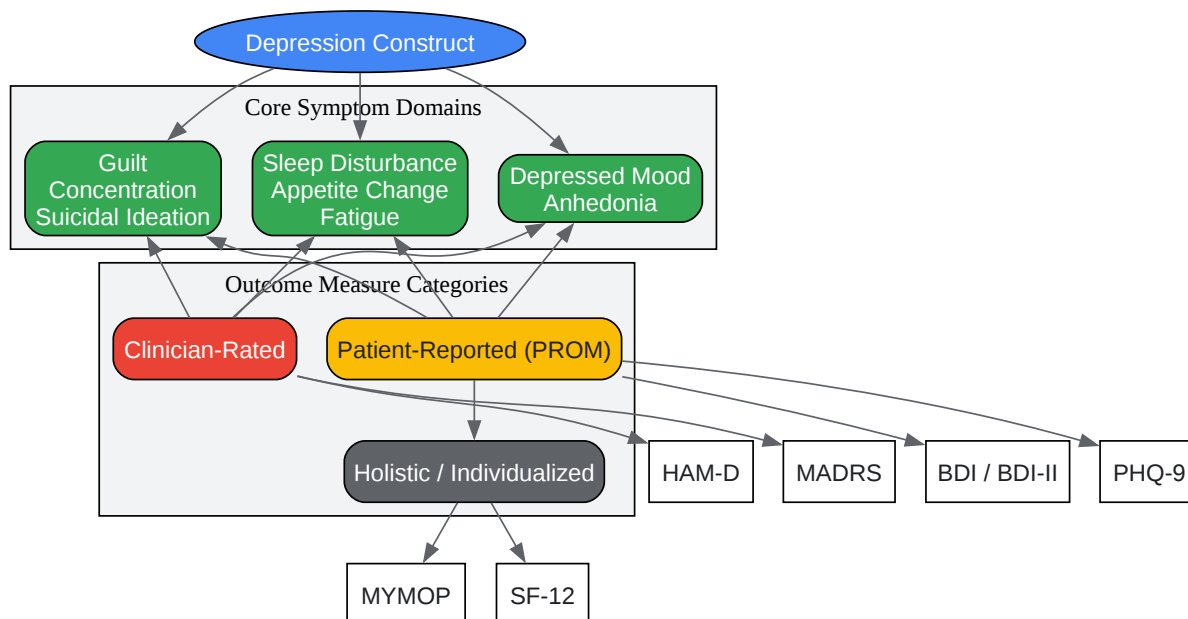 Depression Construct
Core Symptom Domains
Guilt
Concentration
Suicidal Ideation
Sleep Disturbance
Appetite Change
Fatigue
Depressed Mood
Anhedonia
Outcome Measure Categories
Clinician-Rated
Patient-Reported (PROM)
Holistic / Individualized
HAM-D
MADRS
BDI / BDI-II
PHQ-9
MYMOP
SF-12